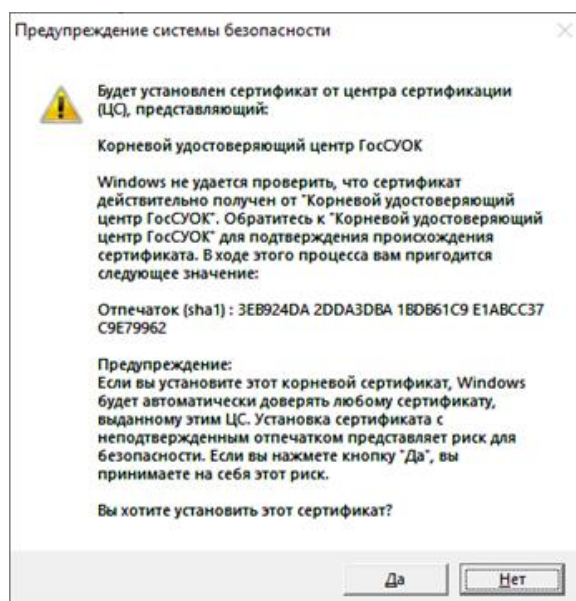 Предупреждение системы безопасности
Будет установлен сертификат от центра сертификации
(ЦС), представляющий:
Корневой удостоверяющий центр ГосСУОК
Windows не удается проверить, что сертификат
действительно получен от "Корневой удостоверяющий
центр ГосСУОК". Обратитесь к "Корневой удостоверяющий
центр ГосСУОК" для подтверждения происхождения
сертификата. В ходе этого процесса вам пригодится
следующее значение:
Отпечаток (sha1) : 3EB924DA 2DDA3DBA 1BDB61C9 E1ABCC37
C9E79962
Предупреждение:
Если вы установите этот корневой сертификат, Windows
будет автоматически доверять любому сертификату,
выданному этим ЦС. Установка сертификата с
неподтвержденным отпечатком представляет риск для
безопасности. Если вы нажмете кнопку "Да", вы
принимаете на себя этот риск.
Вы хотите установить этот сертификат?
Да Нет